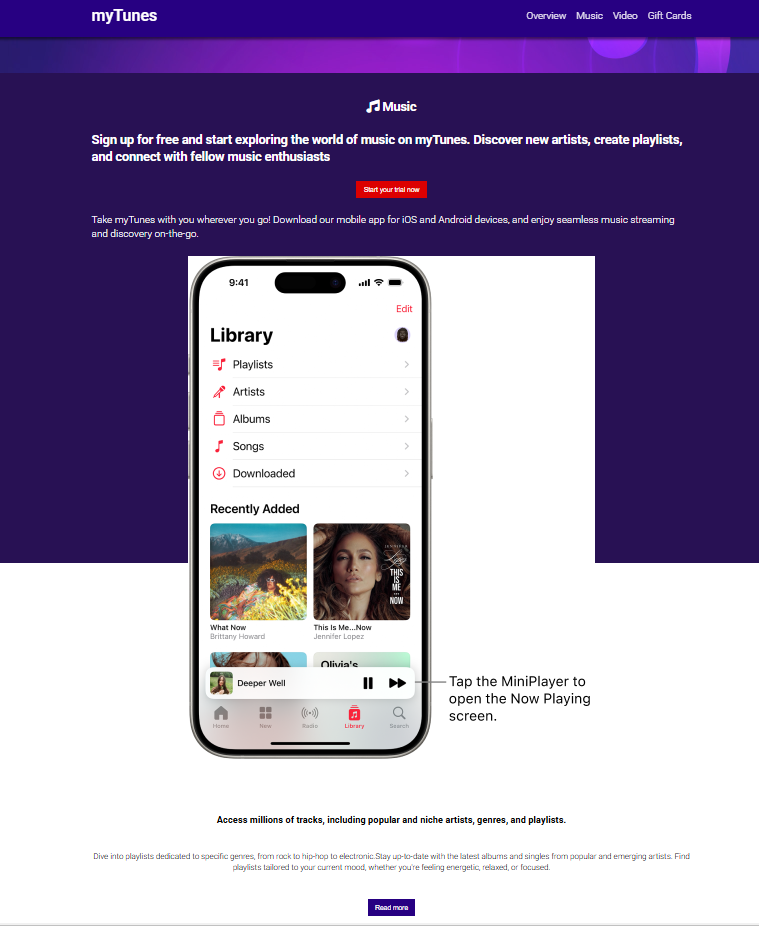 myTunes
Overview Music Video Gift Cards
Music
Sign up for free and start exploring the world of music on myTunes. Discover new artists, create playlists,
and connect with fellow music enthusiasts
Start your trial now
Take myTunes with you wherever you go! Download our mobile app for iOS and Android devices, and enjoy seamless music streaming
and discovery on-the-go.
9:41
Edit
Library
Playlists
Artists
Albums
Songs
Downloaded
Recently Added
JENNIFER
Lopez
THIS
IS
ME
...
NOW
What Now
Brittany Howard
This Is Me...Now
Jennifer Lopez
Olivia's
Deeper Well
Tap the MiniPlayer to
open the Now Playing
screen.
Home New Radio Library Search
Access millions of tracks, including popular and niche artists, genres, and playlists.
Dive into playlists dedicated to specific genres, from rock to hip-hop to electronic.Stay up-to-date with the latest albums and singles from popular and emerging artists. Find
playlists tailored to your current mood, whether you're feeling energetic, relaxed, or focused.
Read more